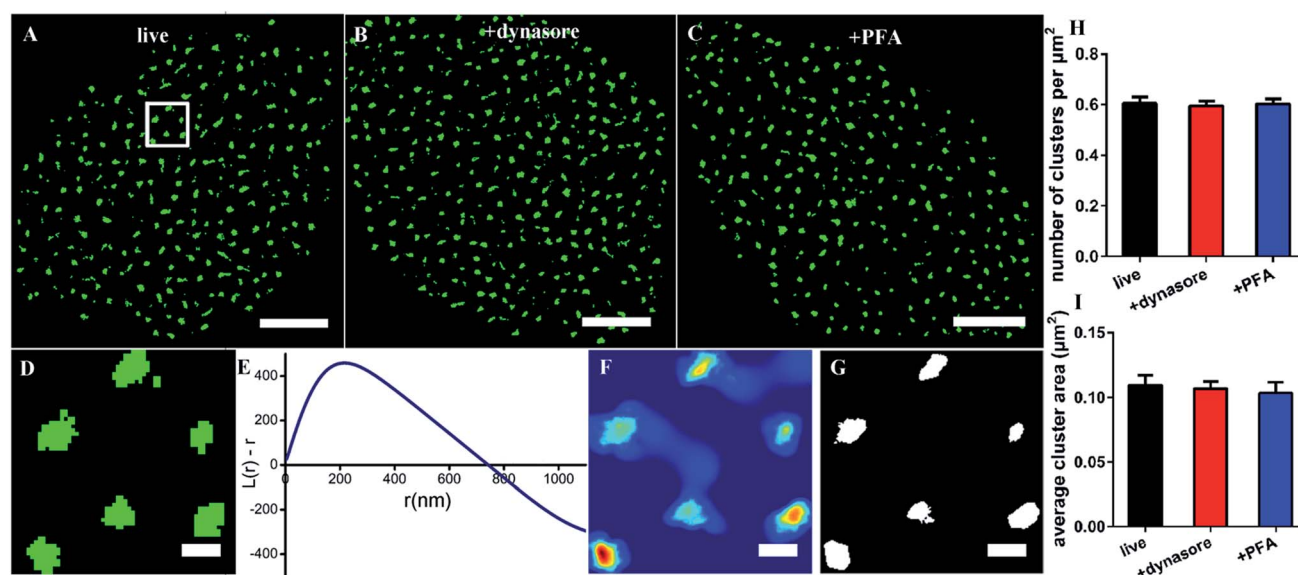 A
live
B
+dynasore
C
+PFA
H
number of clusters per μm²
0.8
0.6
0.4
0.2
0.0
live
+dynasore
+PFA
D
E
L(r) - r
400
200
0
-200
-400
0
200
400
600
800
1000
r(nm)
F
G
I
average cluster area (μm²)
0.15
0.10
0.05
0.00
live
+dynasore
+PFA